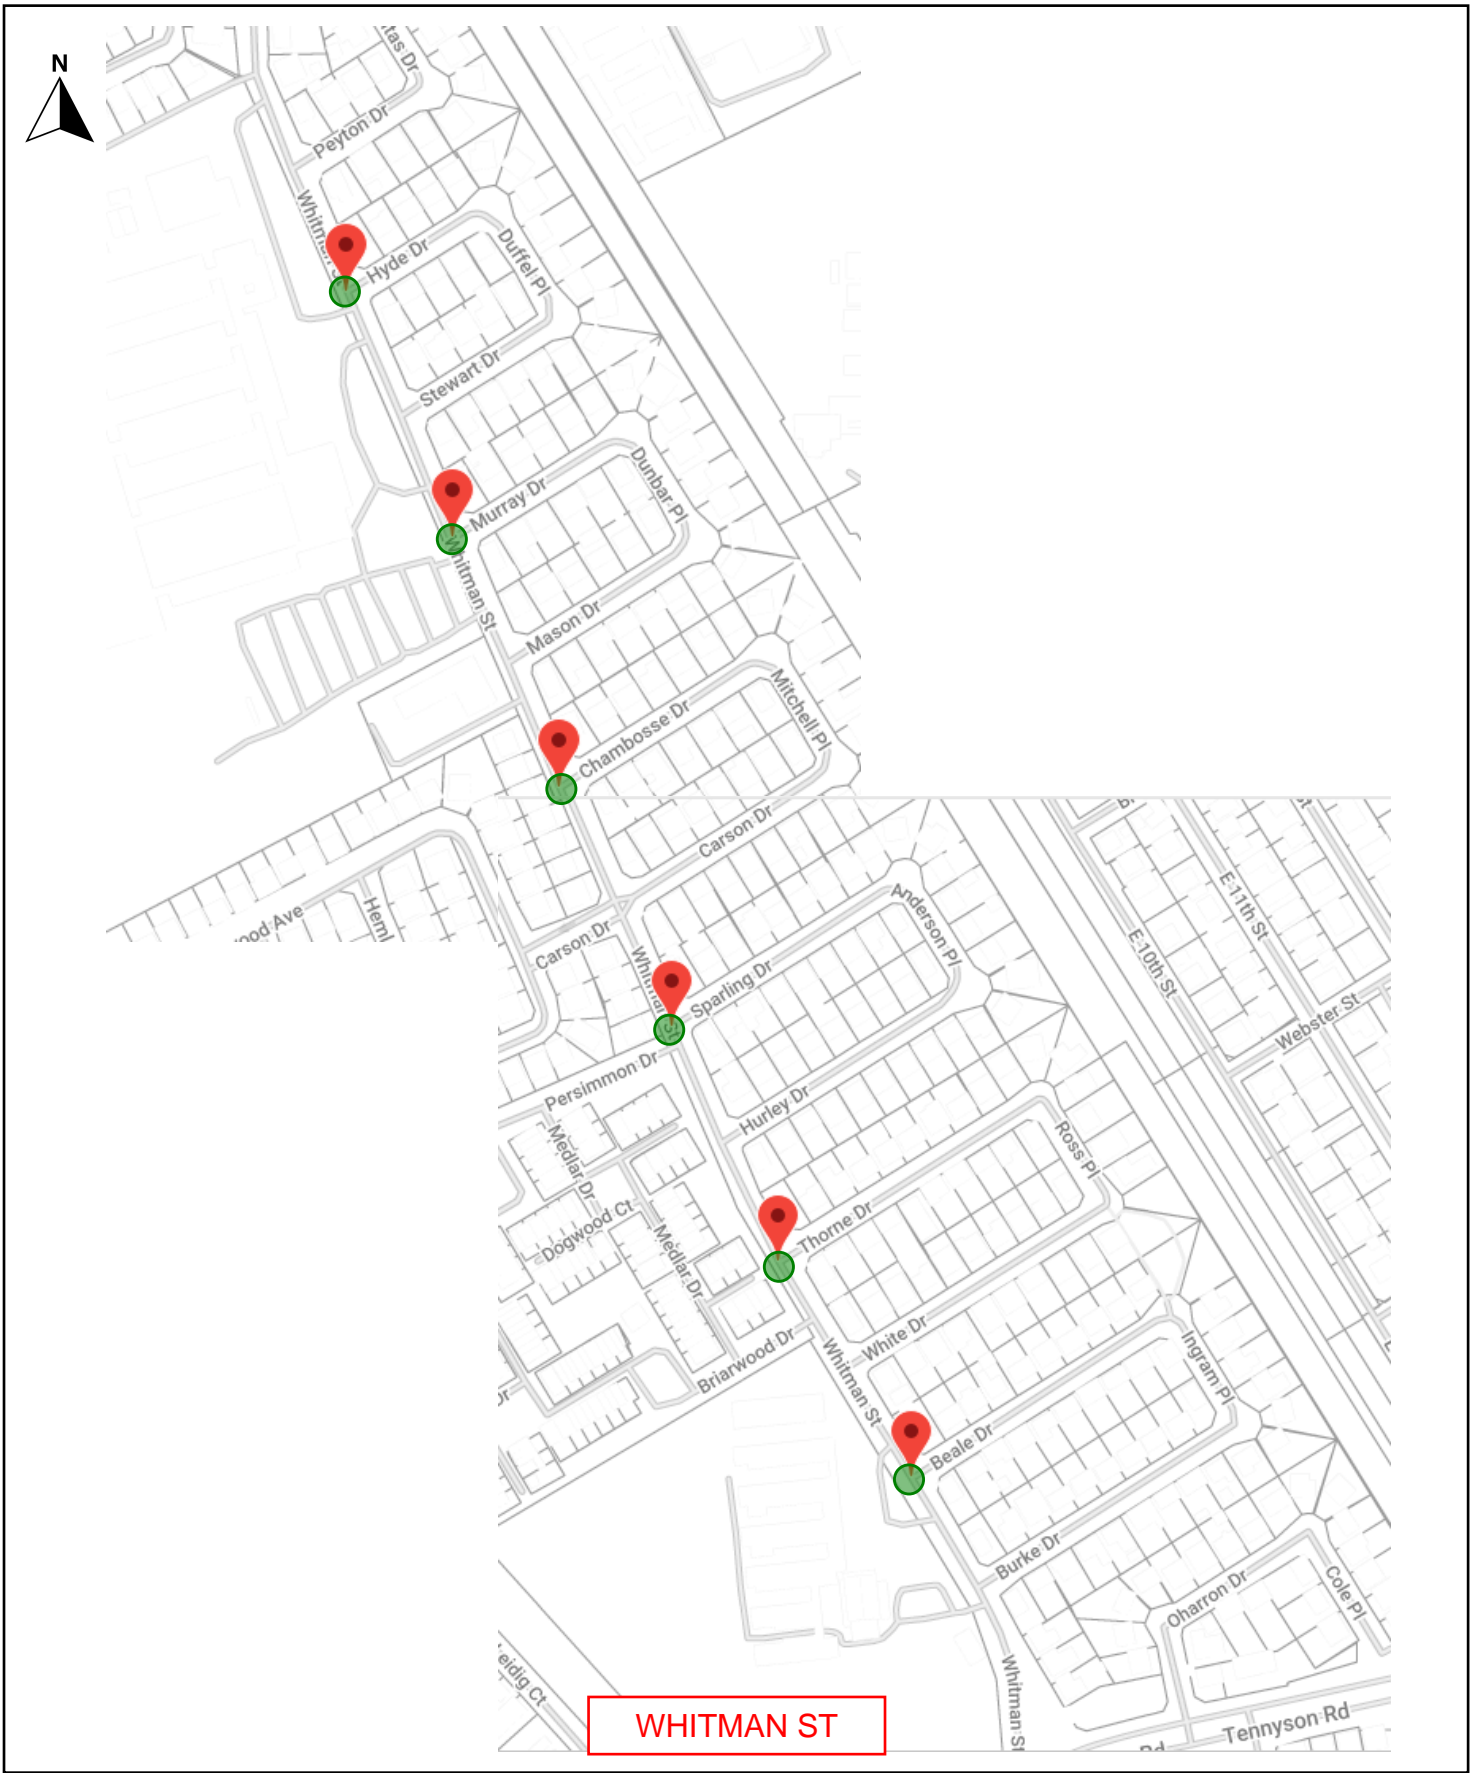 N
Peyton Dr
Hyde Dr
Duffel Pl
Stewart Dr
Murray Dr
Dunbar Pl
Whitman St
Mason Dr
Chambosse Dr
Mitchell Pl
Carson Dr
Carson Dr
Anderson Pl
Sparling Dr
E 10th St
E 11th St
Webster St
Persimmon Dr
Medlar Dr
Hurley Dr
Ross Pl
Dogwood Ct
Medlar Dr
Thorne Dr
Briarwood Dr
White Dr
Whitman St
Ingram Pl
Beale Dr
Burke Dr
Oharron Dr
Cole Pl
Whitman St
Tennyson Rd
Rd
WHITMAN ST